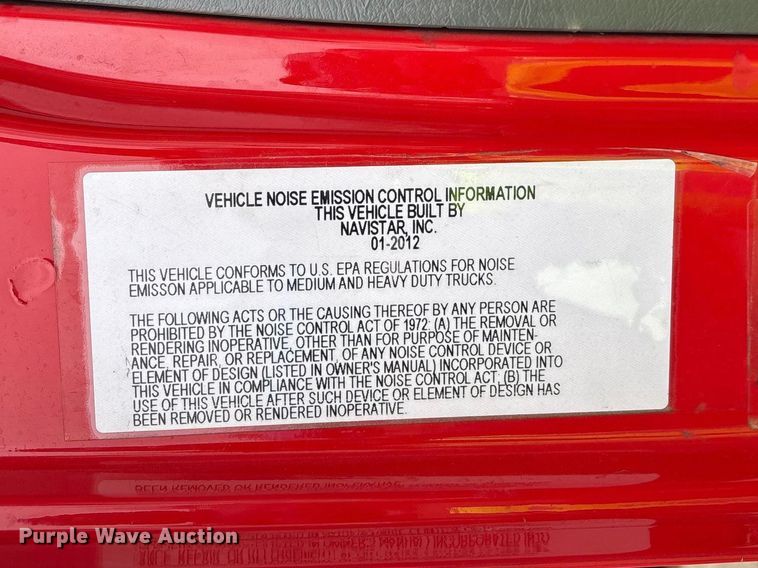 VEHICLE NOISE EMISSION CONTROL INFORMATION
THIS VEHICLE BUILT BY
NAVISTAR, INC.
01-2012
THIS VEHICLE CONFORMS TO U.S. EPA REGULATIONS FOR NOISE
EMISSON APPLICABLE TO MEDIUM AND HEAVY DUTY TRUCKS.
THE FOLLOWING ACTS OR THE CAUSING THEREOF BY ANY PERSON ARE
PROHIBITED BY THE NOISE CONTROL ACT OF 1972: (A) THE REMOVAL OR
RENDERING INOPERATIVE, OTHER THAN FOR PURPOSE OF MAINTEN-
ANCE, REPAIR, OR REPLACEMENT, OF ANY NOISE CONTROL DEVICE OR
ELEMENT OF DESIGN (LISTED IN OWNER'S MANUAL) INCORPORATED INTO
THIS VEHICLE IN COMPLIANCE WITH THE NOISE CONTROL ACT; (B) THE
USE OF THIS VEHICLE AFTER SUCH DEVICE OR ELEMENT OF DESIGN HAS
BEEN REMOVED OR RENDERED INOPERATIVE.
Purple Wave Auction